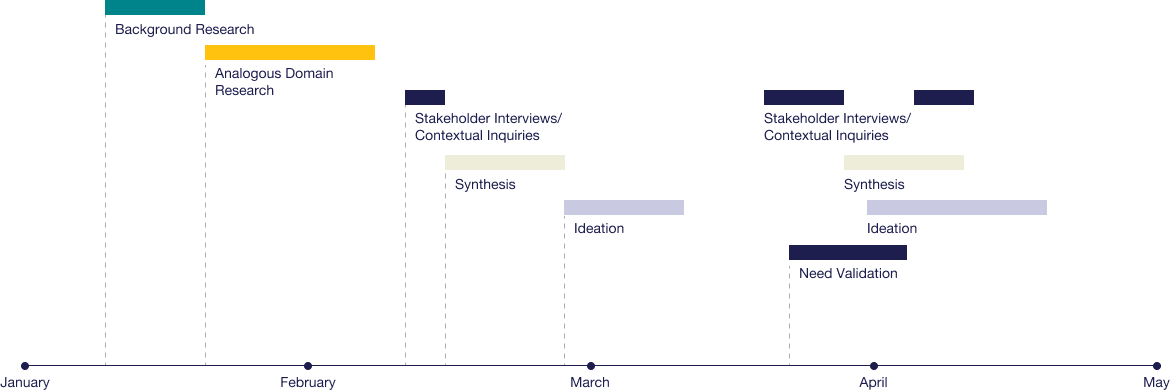 Background Research
Analogous Domain
Research
Stakeholder Interviews/
Contextual Inquiries
Stakeholder Interviews/
Contextual Inquiries
Synthesis
Synthesis
Ideation
Ideation
Need Validation
January
February
March
April
May